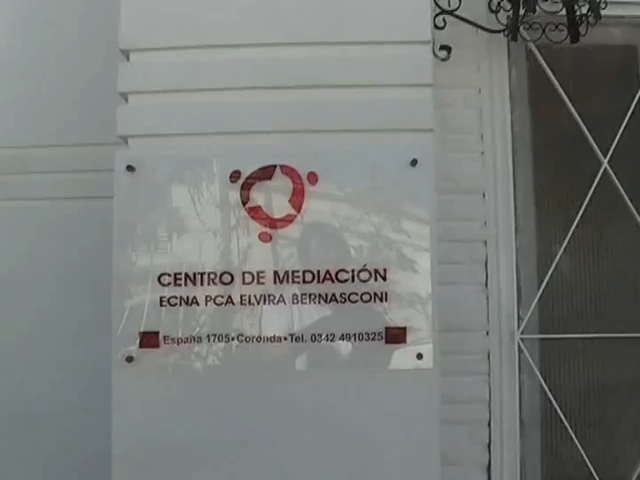 CENTRO DE MEDIACIÓN
ECNA PCA ELVIRA BERNASCONI
España 1705•Coronda•Tel. 0342 4910325